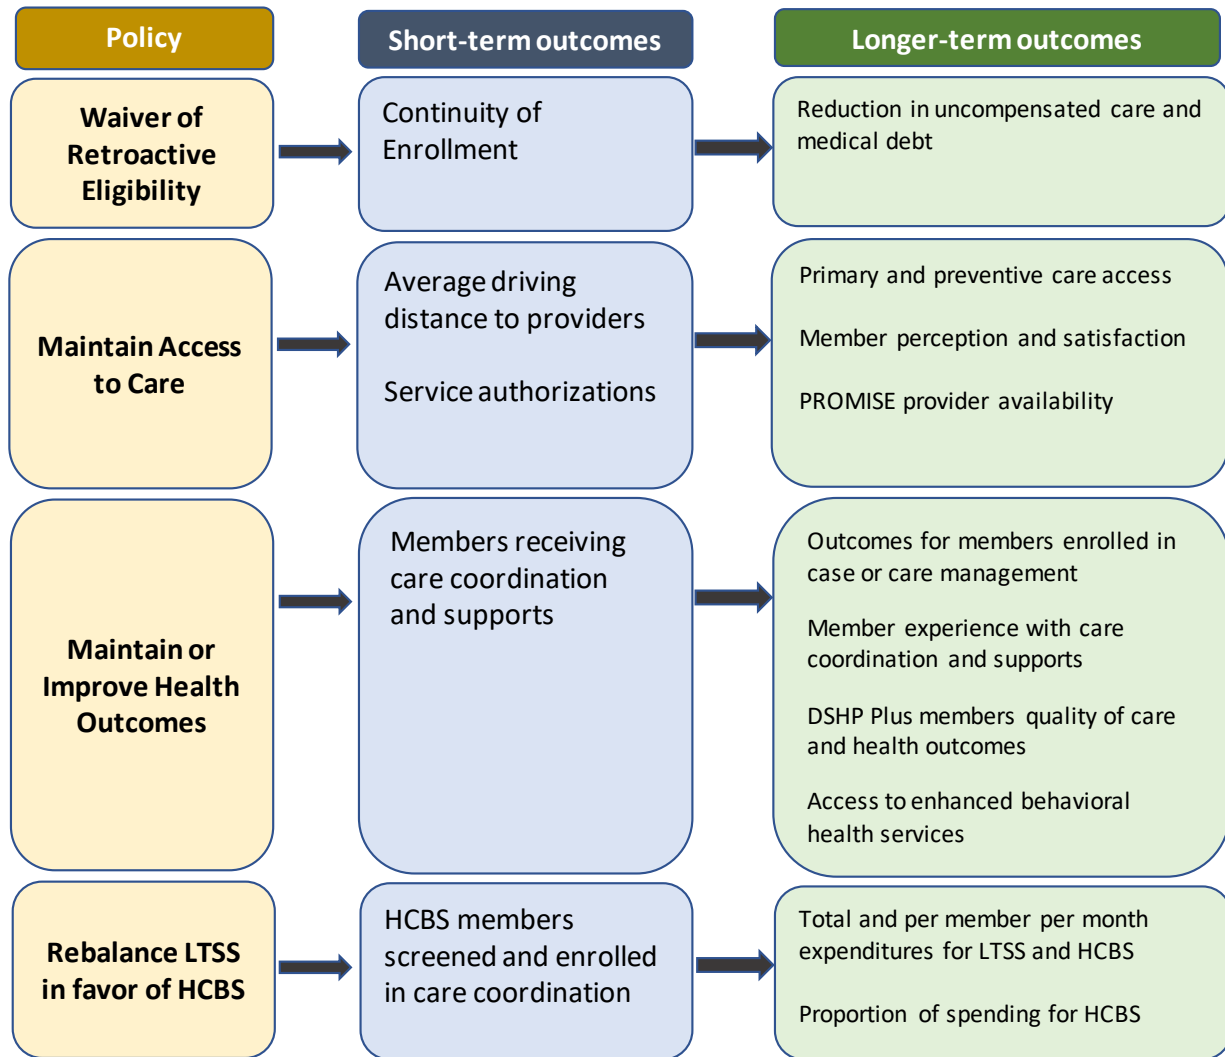 Policy
Short-term outcomes
Longer-term outcomes
Waiver of
Retroactive
Eligibility
Continuity of
Enrollment
Reduction in uncompensated care and
medical debt
Maintain Access
to Care
Average driving
distance to providers
Service authorizations
Primary and preventive care access
Member perception and satisfaction
PROMISE provider availability
Maintain or
Improve Health
Outcomes
Members receiving
care coordination
and supports
Outcomes for members enrolled in
case or care management
Member experience with care
coordination and supports
DSHP Plus members quality of care
and health outcomes
Access to enhanced behavioral
health services
Rebalance LTSS
in favor of HCBS
HCBS members
screened and enrolled
in care coordination
Total and per member per month
expenditures for LTSS and HCBS
Proportion of spending for HCBS